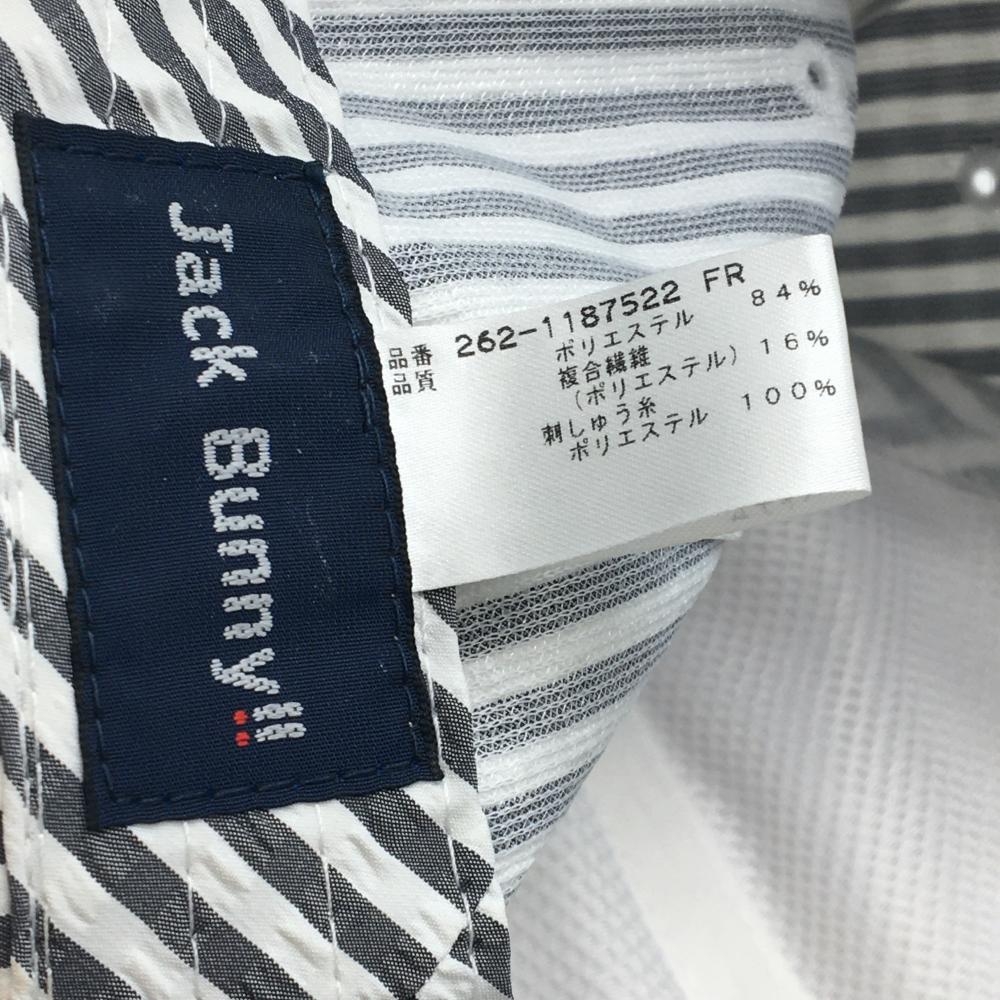 Jack Bunny!!
品番 262-1187522 FR
品質 ポリエステル 84%
複合繊維
(ポリエステル) 16%
刺しゅう糸
ポリエステル 100%